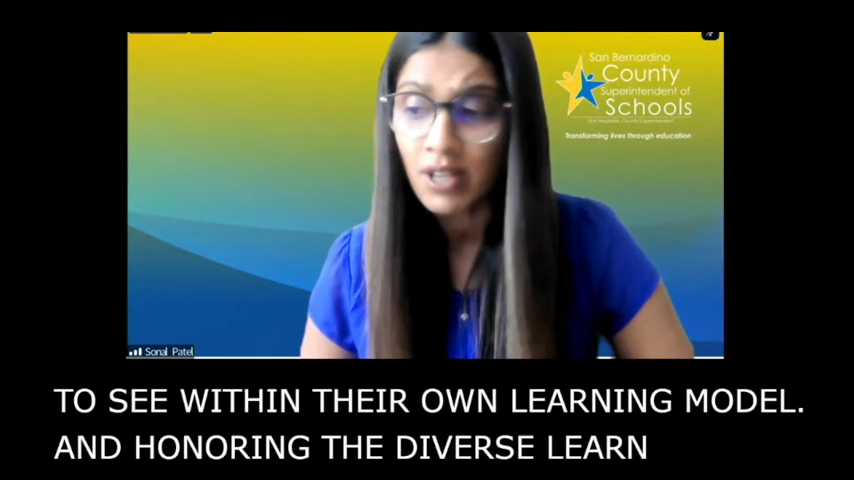 San Bernardino
County
Superintendent of
Schools
Transforming lives through education
Sonal Patel
TO SEE WITHIN THEIR OWN LEARNING MODEL.
AND HONORING THE DIVERSE LEARN